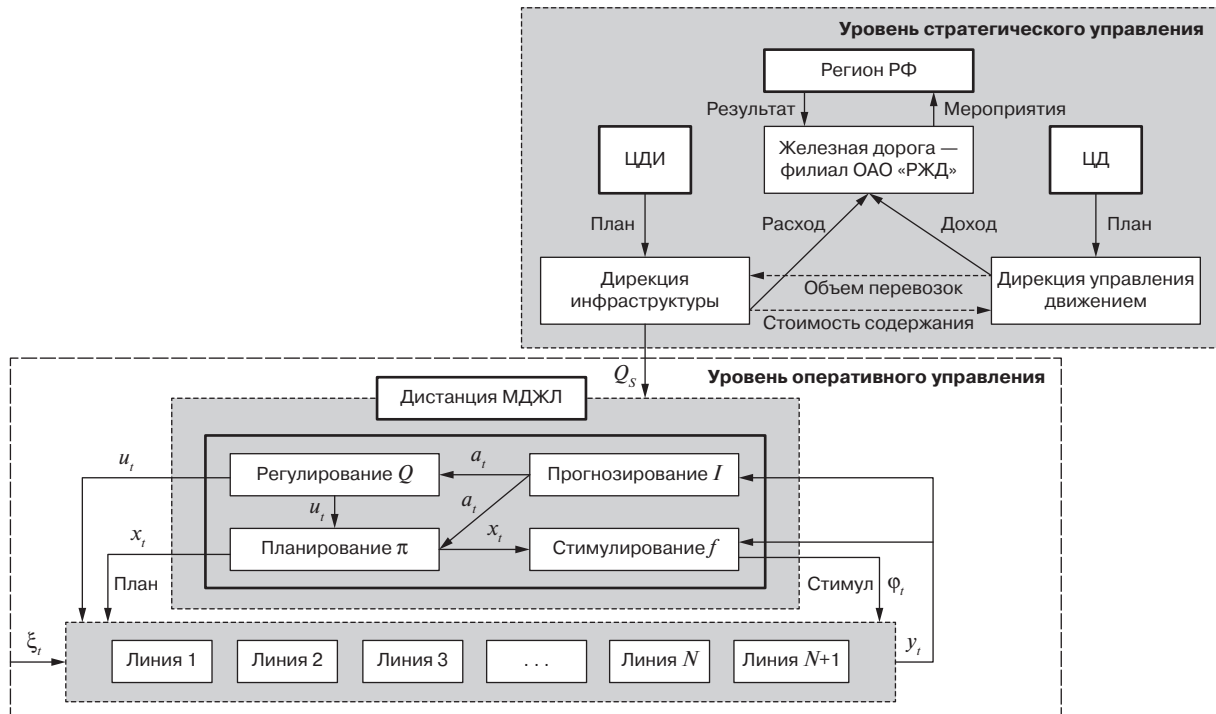 Уровень стратегического управления
Регион РФ
Результат
Мероприятия
ЦДИ
Железная дорога —
филиал ОАО «РЖД»
ЦД
План
Расход
Доход
План
Дирекция
инфраструктуры
Объем перевозок
Дирекция управления
движением
Стоимость содержания
Q_S
Уровень оперативного управления
Дистанция МДЖЛ
u_t
Регулирование Q
a_t
Прогнозирование I
u_t
a_t
x_t
Планирование π
x_t
Стимулирование f
План
Стимул
φ_t
ξ_t
Линия 1
Линия 2
Линия 3
. . .
Линия N
Линия N+1
y_t